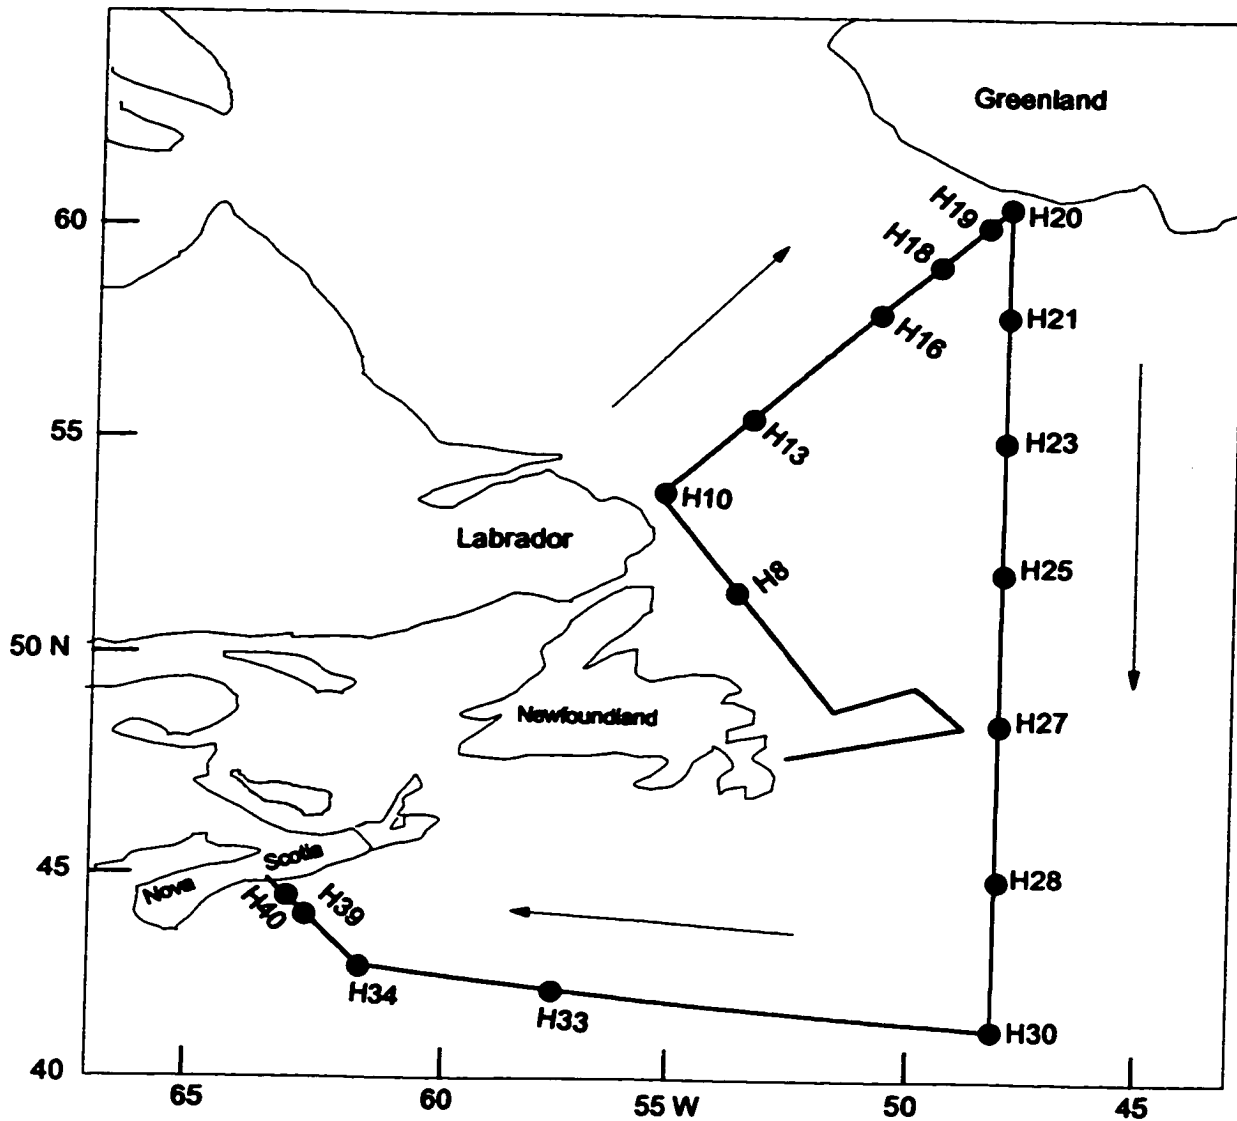 Greenland
H19
H20
60
H18
H21
H16
55
H13
H23
H10
Labrador
H8
H25
50 N
Newfoundland
H27
45
Scotia
Nova
H40
H39
H28
H34
H33
H30
40
65
60
55 W
50
45